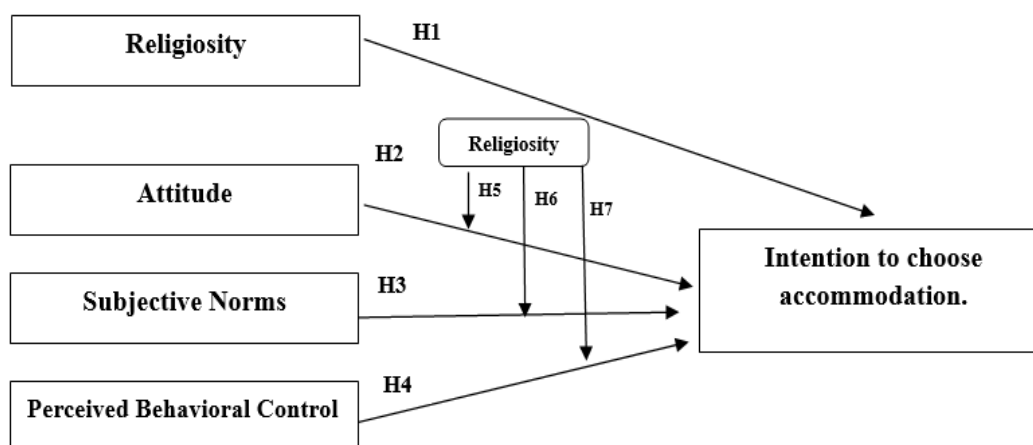 Religiosity
H1
H2
Religiosity
Attitude
H5
H6
H7
Subjective Norms
H3
Intention to choose
accommodation.
Perceived Behavioral Control
H4